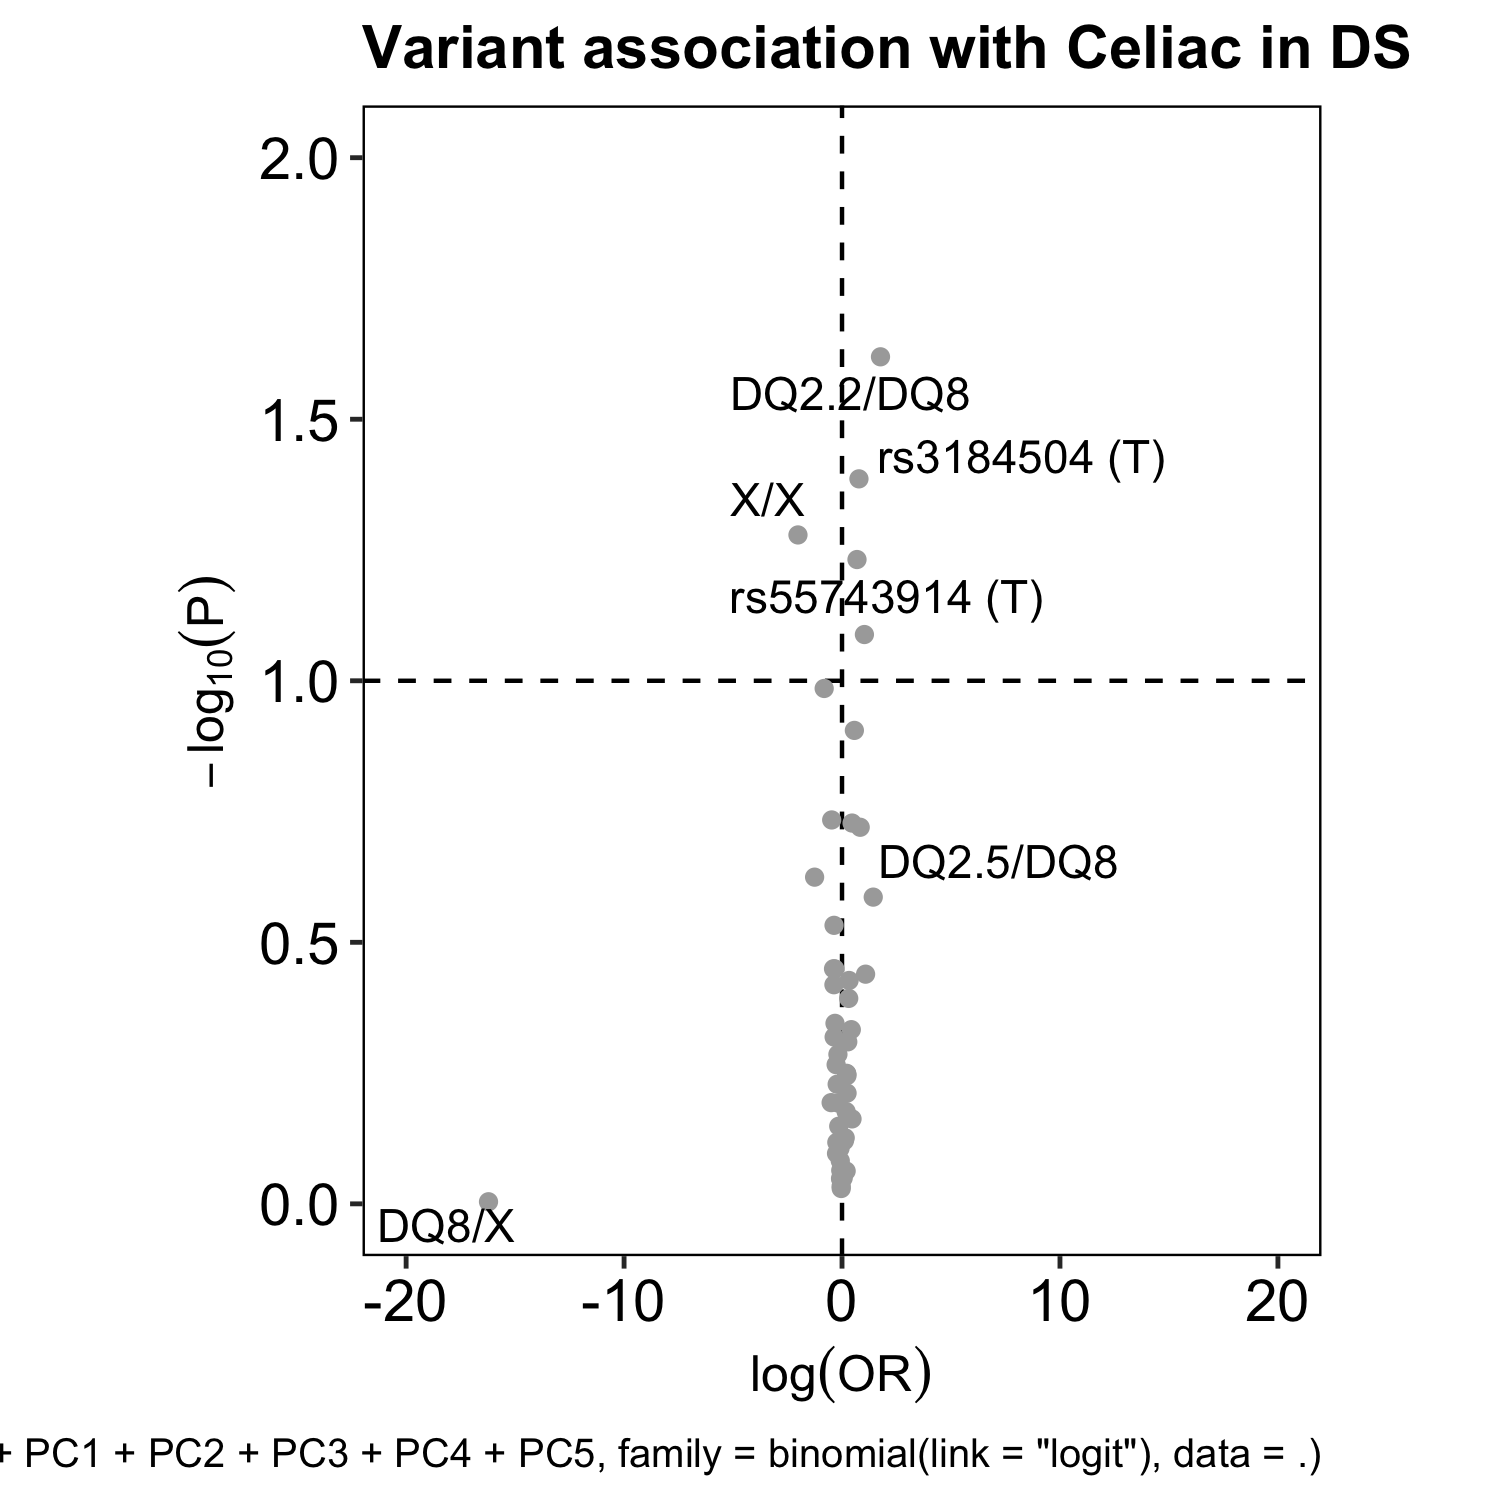 Variant association with Celiac in DS
2.0
1.5
1.0
0.5
0.0
−log10(P)
DQ2.2/DQ8
rs3184504 (T)
X/X
rs55743914 (T)
DQ2.5/DQ8
DQ8/X
-20 -10 0 10 20
log(OR)
+ PC1 + PC2 + PC3 + PC4 + PC5, family = binomial(link = "logit"), data = .)